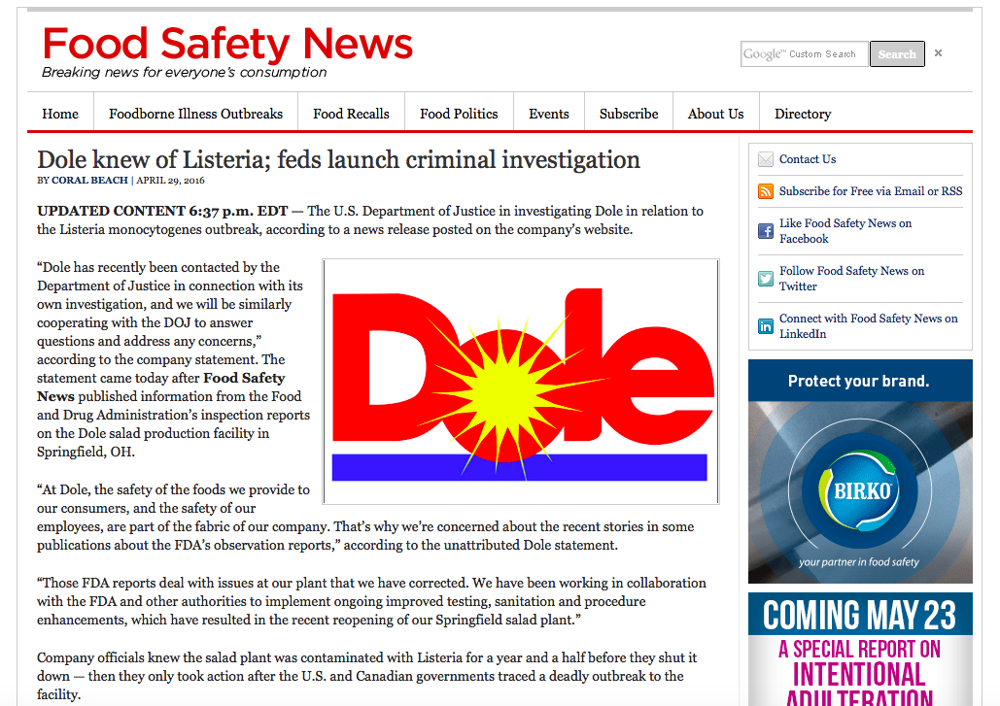 Food Safety News
Breaking news for everyone's consumption
Google™ Custom Search
Search
×
Home
Foodborne Illness Outbreaks
Food Recalls
Food Politics
Events
Subscribe
About Us
Directory
Dole knew of Listeria; feds launch criminal investigation
BY CORAL BEACH | APRIL 29, 2016
UPDATED CONTENT 6:37 p.m. EDT — The U.S. Department of Justice in investigating Dole in relation to
the Listeria monocytogenes outbreak, according to a news release posted on the company's website.
“Dole has recently been contacted by the
Department of Justice in connection with its
own investigation, and we will be similarly
cooperating with the DOJ to answer
questions and address any concerns,”
according to the company statement. The
statement came today after Food Safety
News published information from the Food
and Drug Administration's inspection reports
on the Dole salad production facility in
Springfield, OH.
Dole
“At Dole, the safety of the foods we provide to
our consumers, and the safety of our
employees, are part of the fabric of our company. That's why we're concerned about the recent stories in some
publications about the FDA's observation reports,” according to the unattributed Dole statement.
“Those FDA reports deal with issues at our plant that we have corrected. We have been working in collaboration
with the FDA and other authorities to implement ongoing improved testing, sanitation and procedure
enhancements, which have resulted in the recent reopening of our Springfield salad plant.”
Company officials knew the salad plant was contaminated with Listeria for a year and a half before they shut it
down — then they only took action after the U.S. and Canadian governments traced a deadly outbreak to the
facility.
Contact Us
Subscribe for Free via Email or RSS
Like Food Safety News on
Facebook
Follow Food Safety News on
Twitter
Connect with Food Safety News on
LinkedIn
Protect your brand.
BIRKO
your partner in food safety
COMING MAY 23
A SPECIAL REPORT ON
INTENTIONAL
ADULTERATION